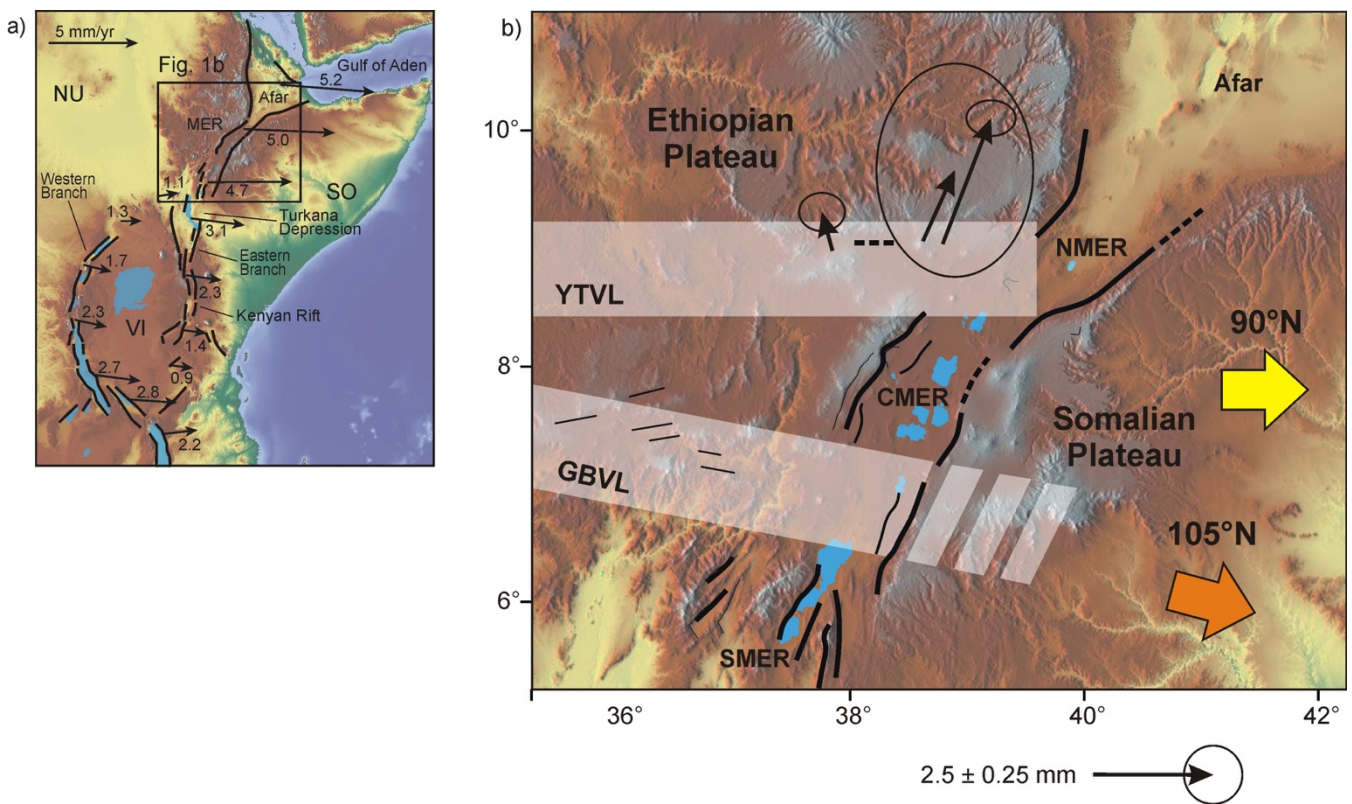 a)
5 mm/yr
Fig. 1b
Gulf of Aden
5.2
NU
Afar
MER
5.0
Western
Branch
1.1
4.7
SO
1.3
Turkana
Depression
3.1
1.7
Eastern
Branch
2.3
2.3
Kenyan Rift
VI
1.4
2.7
0.9
2.8
2.2
b)
Afar
10°
Ethiopian
Plateau
NMER
YTVL
90°N
8°
CMER
Somalian
Plateau
GBVL
105°N
6°
SMER
36°
38°
40°
42°
2.5 ± 0.25 mm